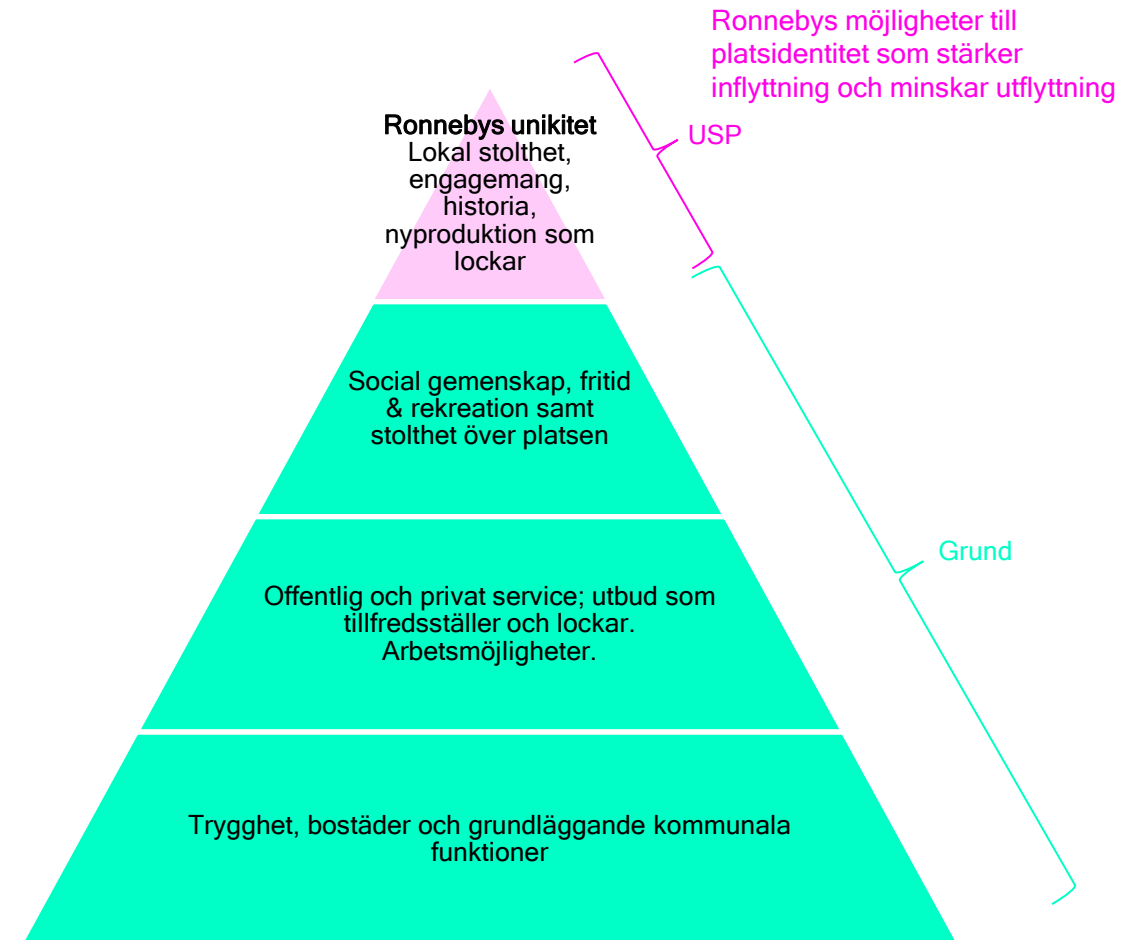 Ronnebys möjligheter till
platsidentitet som stärker
inflyttning och minskar utflyttning
USP
Ronnebys unikitet
Lokal stolthet,
engagemang,
historia,
nyproduktion som
lockar
Social gemenskap, fritid
& rekreation samt
stolthet över platsen
Grund
Offentlig och privat service; utbud som
tillfredsställer och lockar.
Arbetsmöjligheter.
Trygghet, bostäder och grundläggande kommunala
funktioner